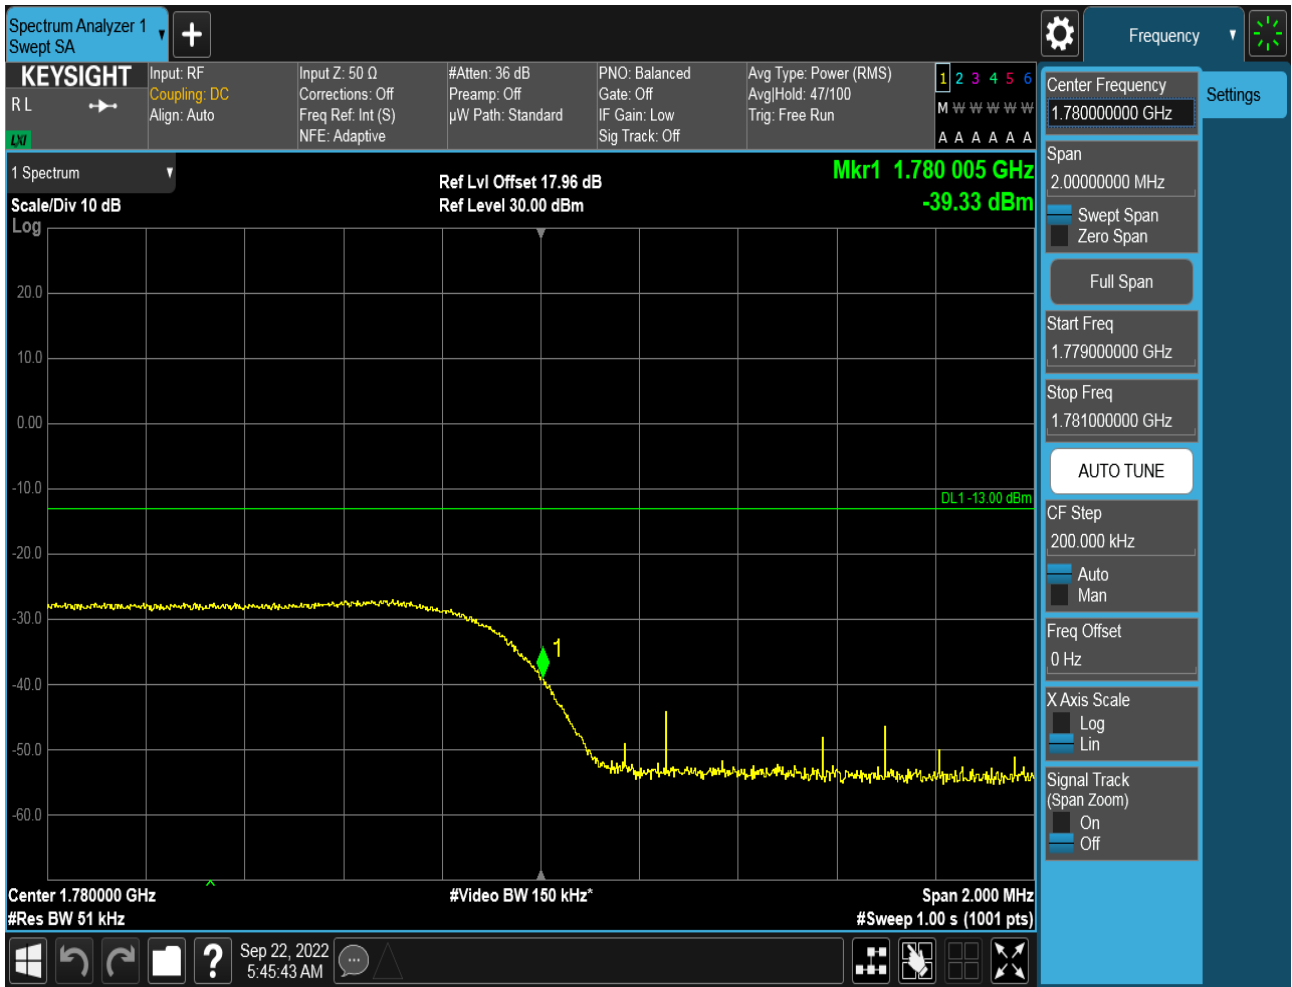 Spectrum Analyzer 1
Swept SA
Frequency
KEYSIGHT
R L
LXI
Input: RF
Coupling: DC
Align: Auto
Input Z: 50 Ω
Corrections: Off
Freq Ref: Int (S)
NFE: Adaptive
#Atten: 36 dB
Preamp: Off
µW Path: Standard
PNO: Balanced
Gate: Off
IF Gain: Low
Sig Track: Off
Avg Type: Power (RMS)
Avg|Hold: 47/100
Trig: Free Run
1 2 3 4 5 6
M W W W W W
A A A A A A
1 Spectrum
Scale/Div 10 dB
Log
Ref Lvl Offset 17.96 dB
Ref Level 30.00 dBm
Mkr1 1.780 005 GHz
-39.33 dBm
20.0
10.0
0.00
-10.0
DL1 -13.00 dBm
-20.0
-30.0
1
-40.0
-50.0
-60.0
Center 1.780000 GHz
#Res BW 51 kHz
#Video BW 150 kHz*
Span 2.000 MHz
#Sweep 1.00 s (1001 pts)
Center Frequency
1.780000000 GHz
Settings
Span
2.00000000 MHz
Swept Span
Zero Span
Full Span
Start Freq
1.779000000 GHz
Stop Freq
1.781000000 GHz
AUTO TUNE
CF Step
200.000 kHz
Auto
Man
Freq Offset
0 Hz
X Axis Scale
Log
Lin
Signal Track
(Span Zoom)
On
Off
?
Sep 22, 2022
5:45:43 AM